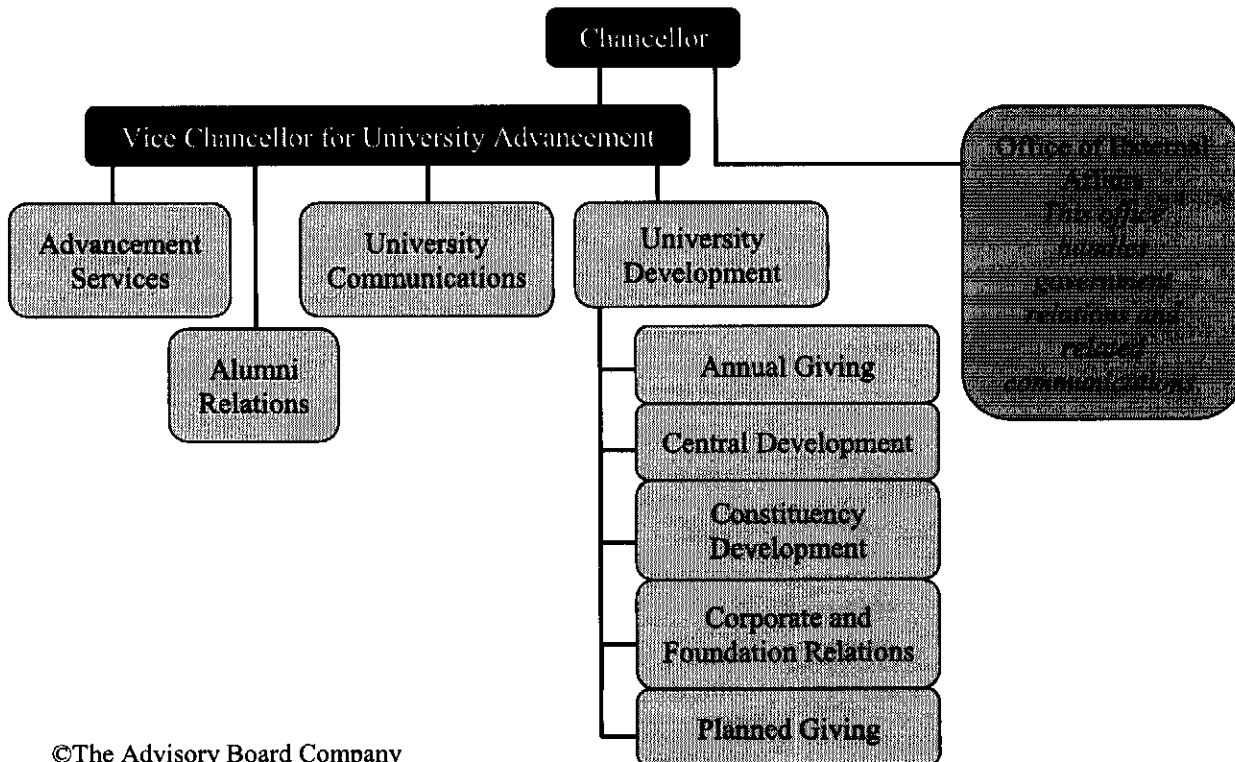 Chancellor
Vice Chancellor for University Advancement
Office of External
Affairs
This office
handles
government
relations and
related
communications
Advancement
Services
University
Communications
University
Development
Alumni
Relations
Annual Giving
Central Development
Constituency
Development
Corporate and
Foundation Relations
Planned Giving
©The Advisory Board Company